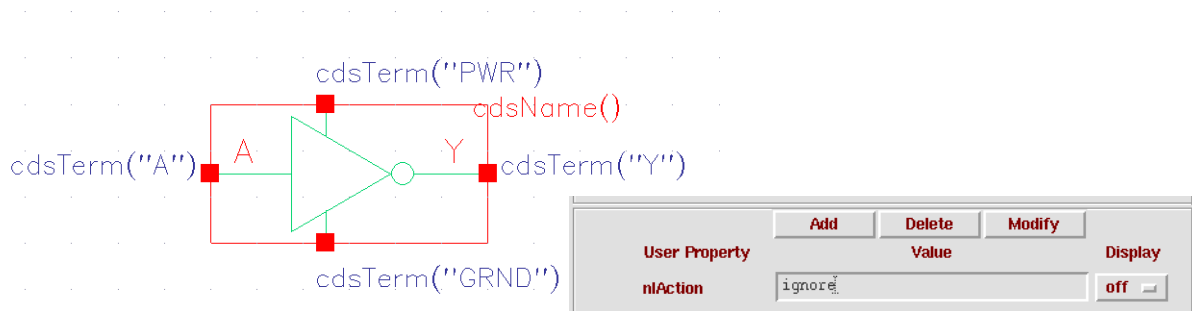 cdsTerm("PWR")
cdsName()
cdsTerm("A")
A
Y
cdsTerm("Y")
cdsTerm("GRND")
Add Delete Modify
User Property Value Display
nlAction ignore off